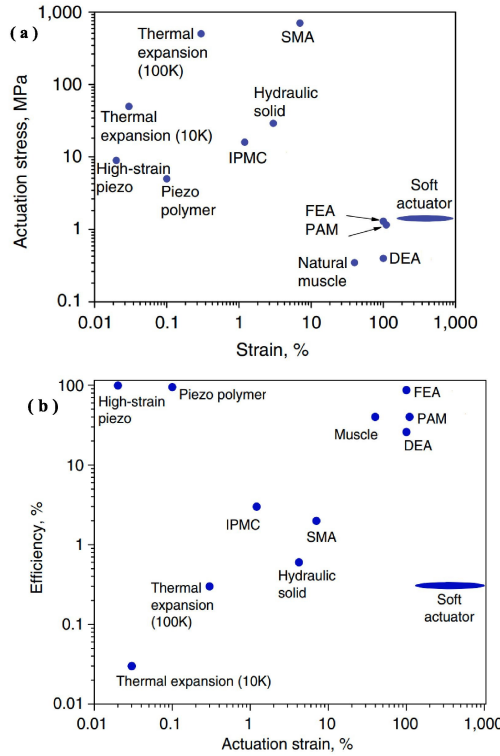 (a)
Actuation stress, MPa
1,000
100
10
1
0.1
Thermal
expansion
(100K)
SMA
Thermal
expansion (10K)
Hydraulic
solid
IPMC
High-strain
piezo
Piezo
polymer
FEA
PAM
Soft
actuator
Natural
muscle
DEA
0.01
0.1
1
10
100
1,000
Strain, %
(b)
Efficiency, %
100
10
1
0.1
0.01
High-strain
piezo
Piezo polymer
FEA
Muscle
PAM
DEA
IPMC
SMA
Thermal
expansion
(100K)
Hydraulic
solid
Soft
actuator
Thermal expansion (10K)
0.01
0.1
1
10
100
1,000
Actuation strain, %